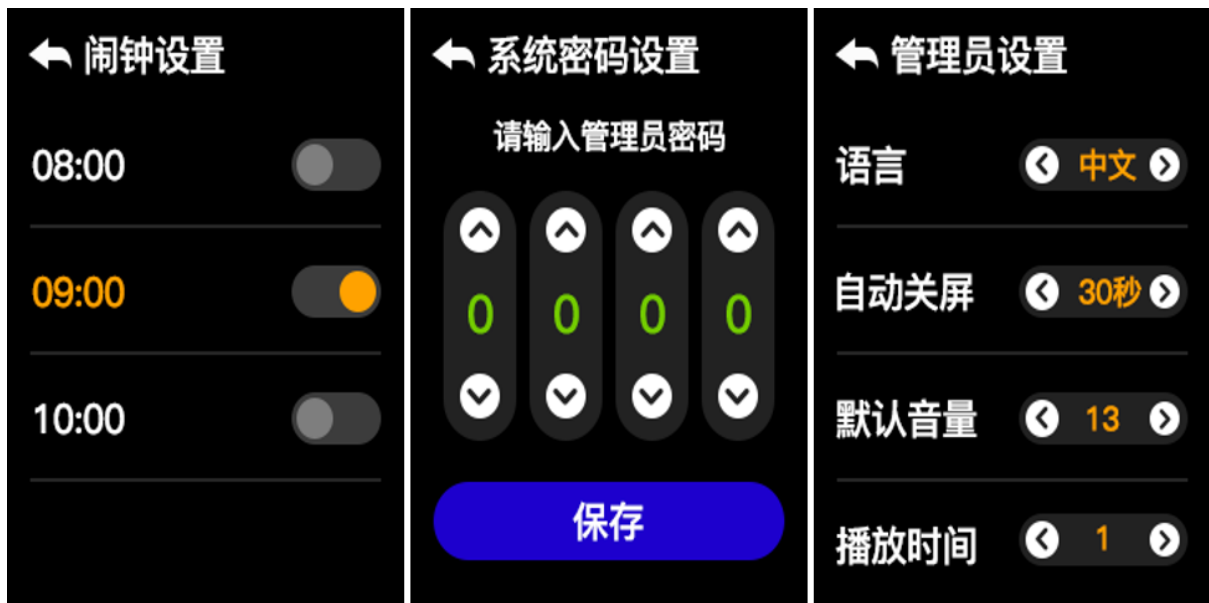 闹钟设置
08:00
09:00
10:00
系统密码设置
请输入管理员密码
0 0 0 0
保存
管理员设置
语言 中文
自动关屏 30秒
默认音量 13
播放时间 1